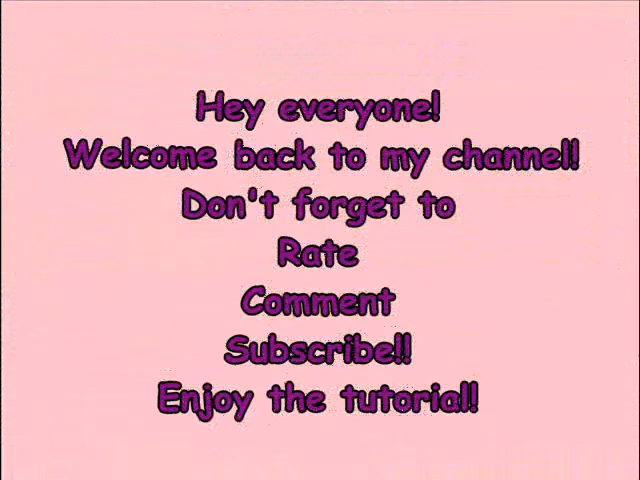 Hey everyone!
Welcome back to my channel!
Don't forget to
Rate
Comment
Subscribe!!
Enjoy the tutorial!